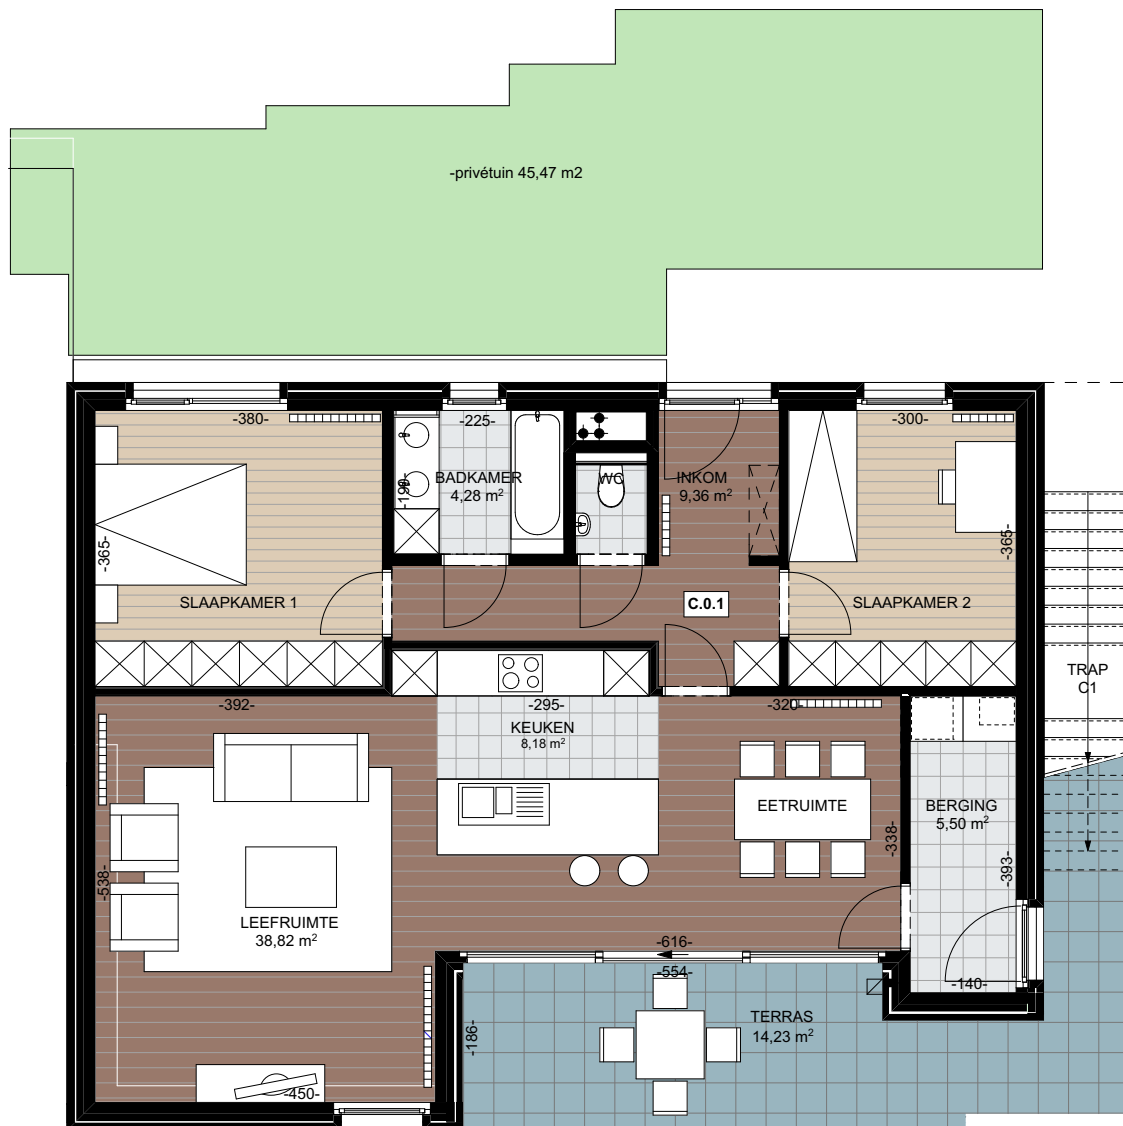 -privétuin 45,47 m2
-380-
-225-
-300-
BADKAMER
4,28 m²
-190-
WC
INKOM
9,36 m²
-365-
-365-
SLAAPKAMER 1
C.0.1
SLAAPKAMER 2
TRAP
C1
-392-
-295-
-320-
KEUKEN
8,18 m²
EETRUIMTE
BERGING
5,50 m²
-338-
-538-
-393-
LEEFRUIMTE
38,82 m²
-616-
-554-
-140-
TERRAS
14,23 m²
-186-
-450-